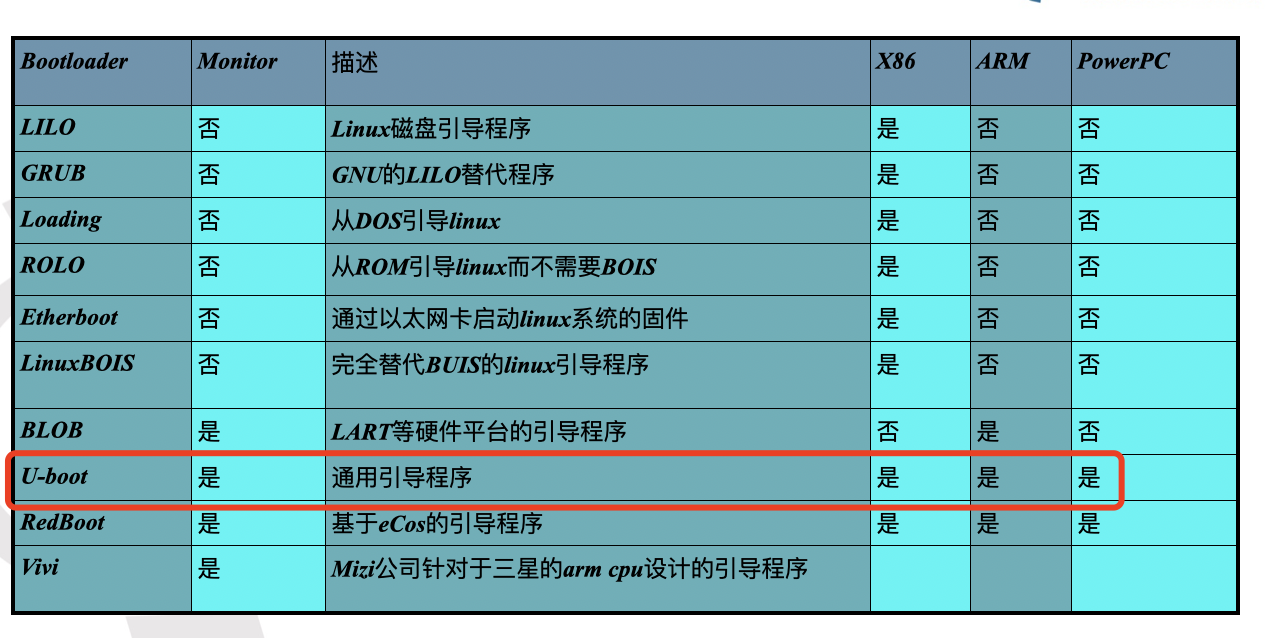 Bootloader Monitor 描述 X86 ARM PowerPC
LILO 否 Linux磁盘引导程序 是 否 否
GRUB 否 GNU的LILO替代程序 是 否 否
Loading 否 从DOS引导linux 是 否 否
ROLO 否 从ROM引导linux而不需要BOIS 是 否 否
Etherboot 否 通过以太网卡启动linux系统的固件 是 否 否
LinuxBOIS 否 完全替代BUIS的linux引导程序 是 否 否
BLOB 是 LART等硬件平台的引导程序 否 是 否
U-boot 是 通用引导程序 是 是 是
RedBoot 是 基于eCos的引导程序 是 是 是
Vivi 是 Mizi公司针对于三星的arm cpu设计的引导程序